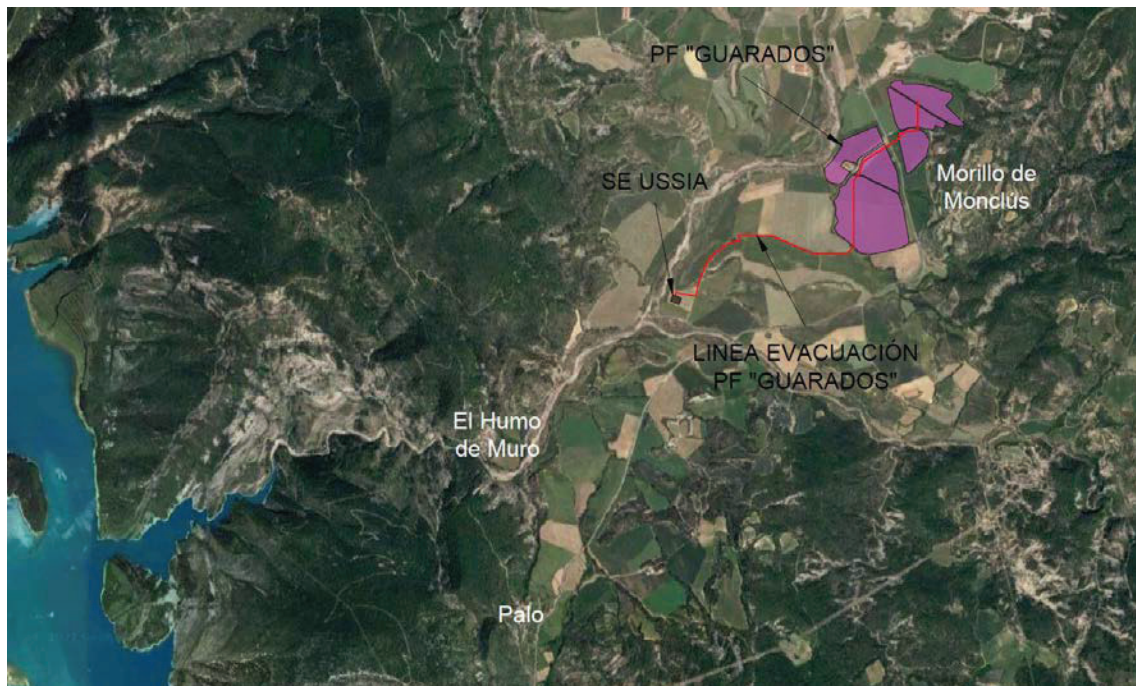 PF "GUARADOS"
SE USSIA
Morillo de
Monclús
LINEA EVACUACIÓN
PF "GUARADOS"
El Humo
de Muro
Palo